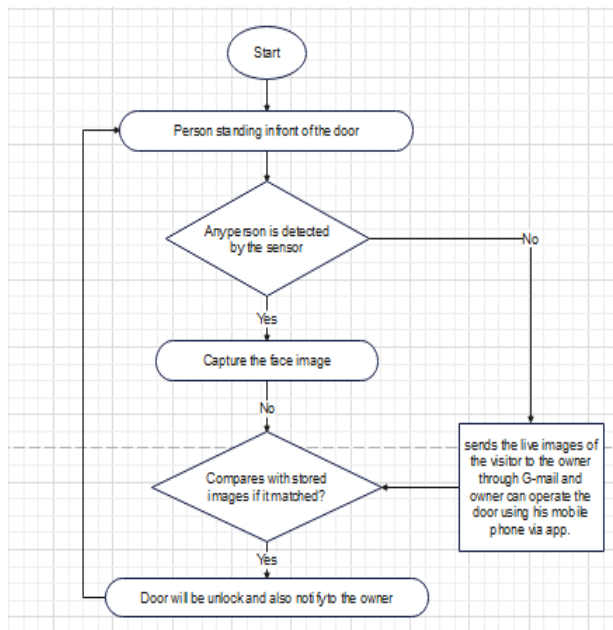 Start
Person standing infront of the door
Anyperson is detected
by the sensor
No
Yes
Capture the face image
No
sends the live images of
the visitor to the owner
through G-mail and
owner can operate the
door using his mobile
phone via app.
Compares with stored
images if it matched?
Yes
Door will be unlock and also notifyto the owner